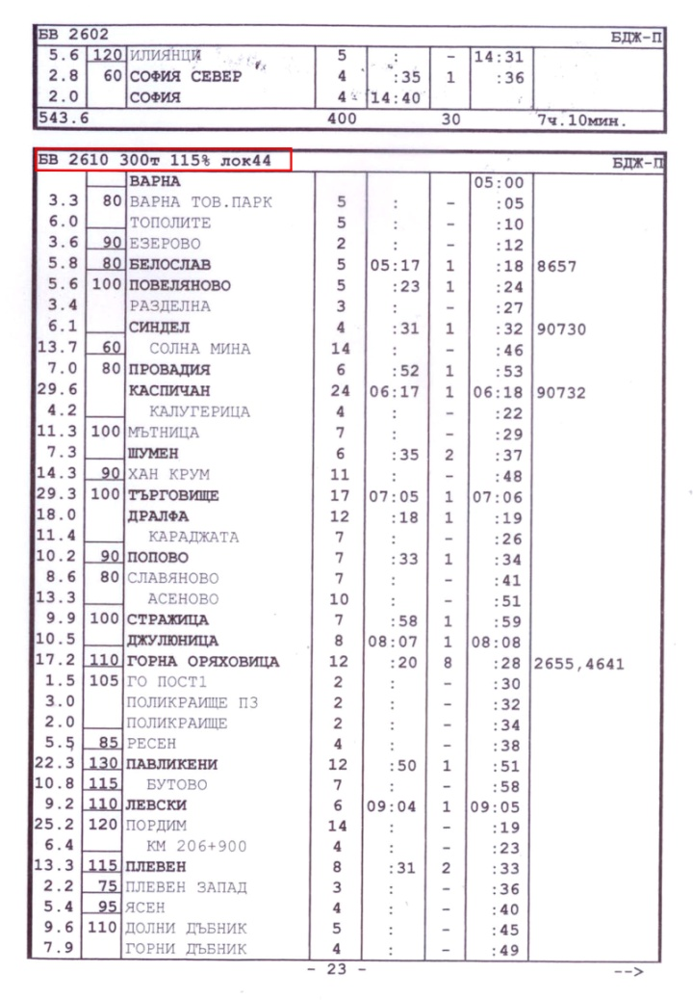 БВ 2602 БДЖ-П
5.6 120 ИЛИЯНЦИ 5 : - 14:31
2.8 60 СОФИЯ СЕВЕР 4 :35 1 :36
2.0 СОФИЯ 4 14:40
543.6 400 30 7ч.10мин.
БВ 2610 300т 115% лок44 БДЖ-П
ВАРНА 05:00
3.3 80 ВАРНА ТОВ.ПАРК 5 : - :05
6.0 ТОПОЛИТЕ 5 : - :10
3.6 90 ЕЗЕРОВО 2 : - :12
5.8 80 БЕЛОСЛАВ 5 05:17 1 :18 8657
5.6 100 ПОВЕЛЯНОВО 5 :23 1 :24
3.4 РАЗДЕЛНА 3 : - :27
6.1 СИНДЕЛ 4 :31 1 :32 90730
13.7 60 СОЛНА МИНА 14 : - :46
7.0 80 ПРОВАДИЯ 6 :52 1 :53
29.6 КАСПИЧАН 24 06:17 1 06:18 90732
4.2 КАЛУГЕРИЦА 4 : - :22
11.3 100 МЪТНИЦА 7 : - :29
7.3 ШУМЕН 6 :35 2 :37
14.3 90 ХАН КРУМ 11 : - :48
29.3 100 ТЪРГОВИЩЕ 17 07:05 1 07:06
18.0 ДРАЛФА 12 :18 1 :19
11.4 КАРАДЖАТА 7 : - :26
10.2 90 ПОПОВО 7 :33 1 :34
8.6 80 СЛАВЯНОВО 7 : - :41
13.3 АСЕНОВО 10 : - :51
9.9 100 СТРАЖИЦА 7 :58 1 :59
10.5 ДЖУЛЮНИЦА 8 08:07 1 08:08
17.2 110 ГОРНА ОРЯХОВИЦА 12 :20 8 :28 2655,4641
1.5 105 ГО ПОСТ1 2 : - :30
3.0 ПОЛИКРАИЩЕ П3 2 : - :32
2.0 ПОЛИКРАИЩЕ 2 : - :34
5.5 85 РЕСЕН 4 : - :38
22.3 130 ПАВЛИКЕНИ 12 :50 1 :51
10.8 115 БУТОВО 7 : - :58
9.2 110 ЛЕВСКИ 6 09:04 1 09:05
25.2 120 ПОРДИМ 14 : - :19
6.4 КМ 206+900 4 : - :23
13.3 115 ПЛЕВЕН 8 :31 2 :33
2.2 75 ПЛЕВЕН ЗАПАД 3 : - :36
5.4 95 ЯСЕН 4 : - :40
9.6 110 ДОЛНИ ДЪБНИК 5 : - :45
7.9 ГОРНИ ДЪБНИК 4 : - :49
- 23 - -->